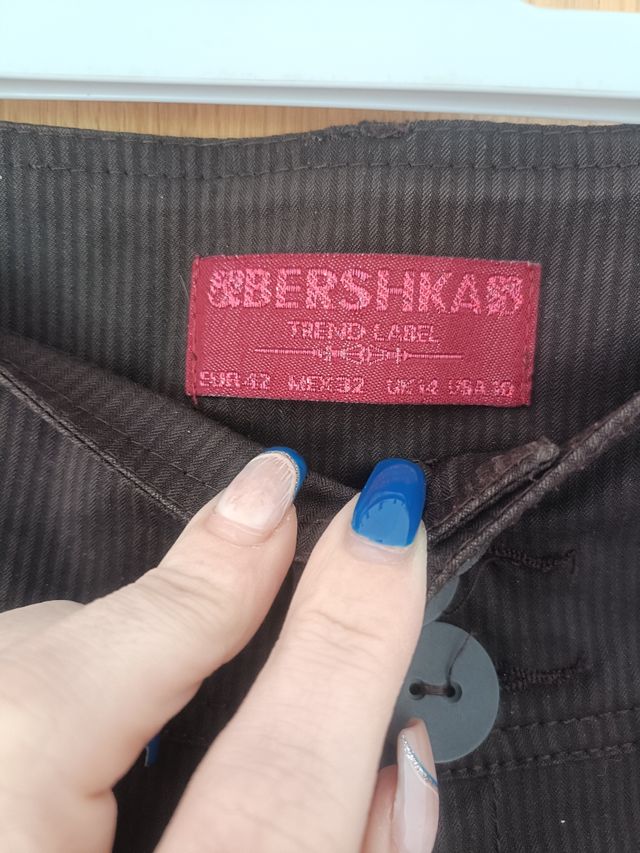 BERSHKA
TREND LABEL
EUR 42 MEX 32 UK 14 USA 10